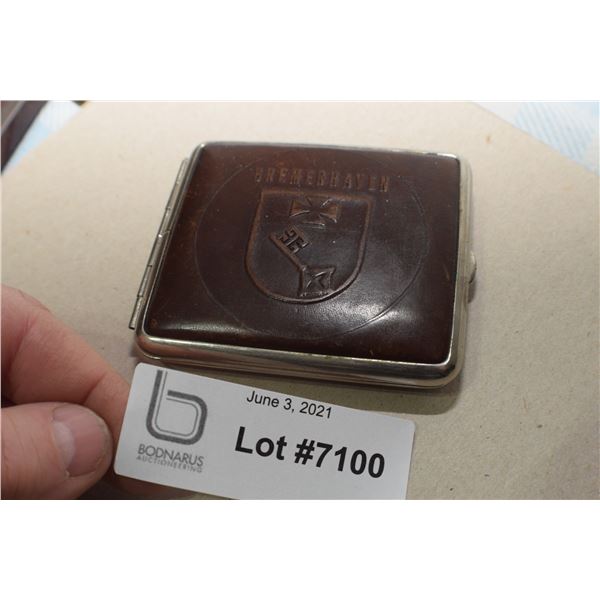 BREMERHAVEN
June 3, 2021
Lot #7100
BODNARUS
AUCTIONEERING